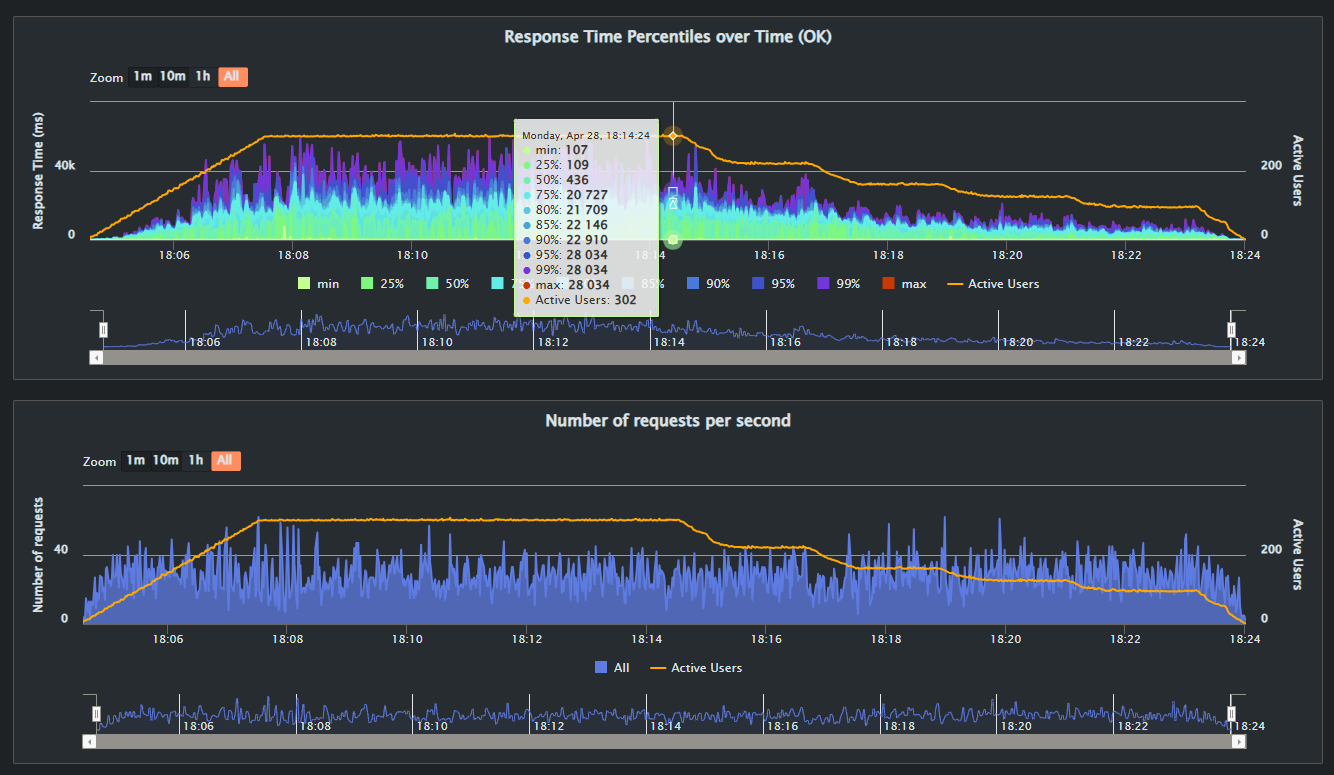 Response Time Percentiles over Time (OK)
Zoom 1m 10m 1h All
Response Time (ms)
40k
0
Active Users
200
0
Monday, Apr 28, 18:14:24
min: 107
25%: 109
50%: 436
75%: 20 727
80%: 21 709
85%: 22 146
90%: 22 910
95%: 28 034
99%: 28 034
max: 28 034
Active Users: 302
18:06 18:08 18:10 18:14 18:16 18:18 18:20 18:22 18:24
min 25% 50% 85% 90% 95% 99% max Active Users
18:06 18:08 18:10 18:12 18:14 18:16 18:18 18:20 18:22 18:24
Number of requests per second
Zoom 1m 10m 1h All
Number of requests
40
0
Active Users
200
0
18:06 18:08 18:10 18:12 18:14 18:16 18:18 18:20 18:22 18:24
All Active Users
18:06 18:08 18:10 18:12 18:14 18:16 18:18 18:20 18:22 18:24